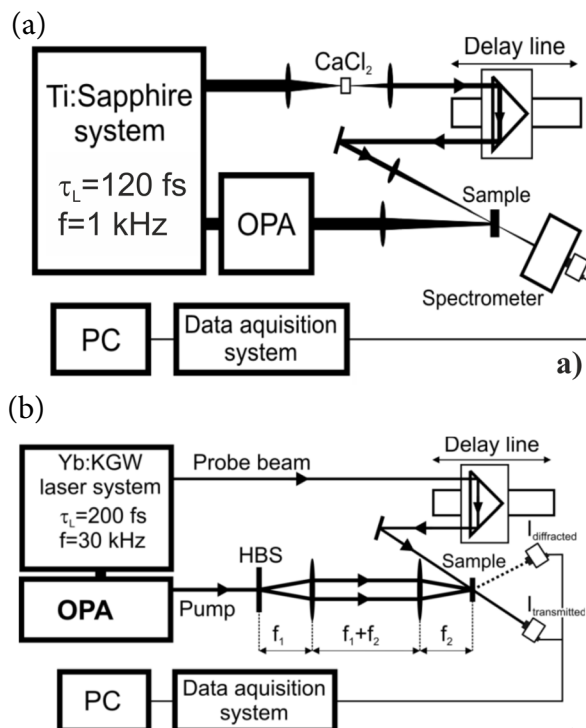 (a)
CaCl₂
Delay line
Ti:Sapphire
system
τL=120 fs
f=1 kHz
OPA
Sample
Spectrometer
PC
Data aquisition
system
a)
(b)
Yb:KGW
laser system
τL=200 fs
f=30 kHz
Probe beam
Delay line
HBS
Sample
Idiffracted
OPA
Pump
Itransmitted
f₁
f₁+f₂
f₂
PC
Data aquisition
system